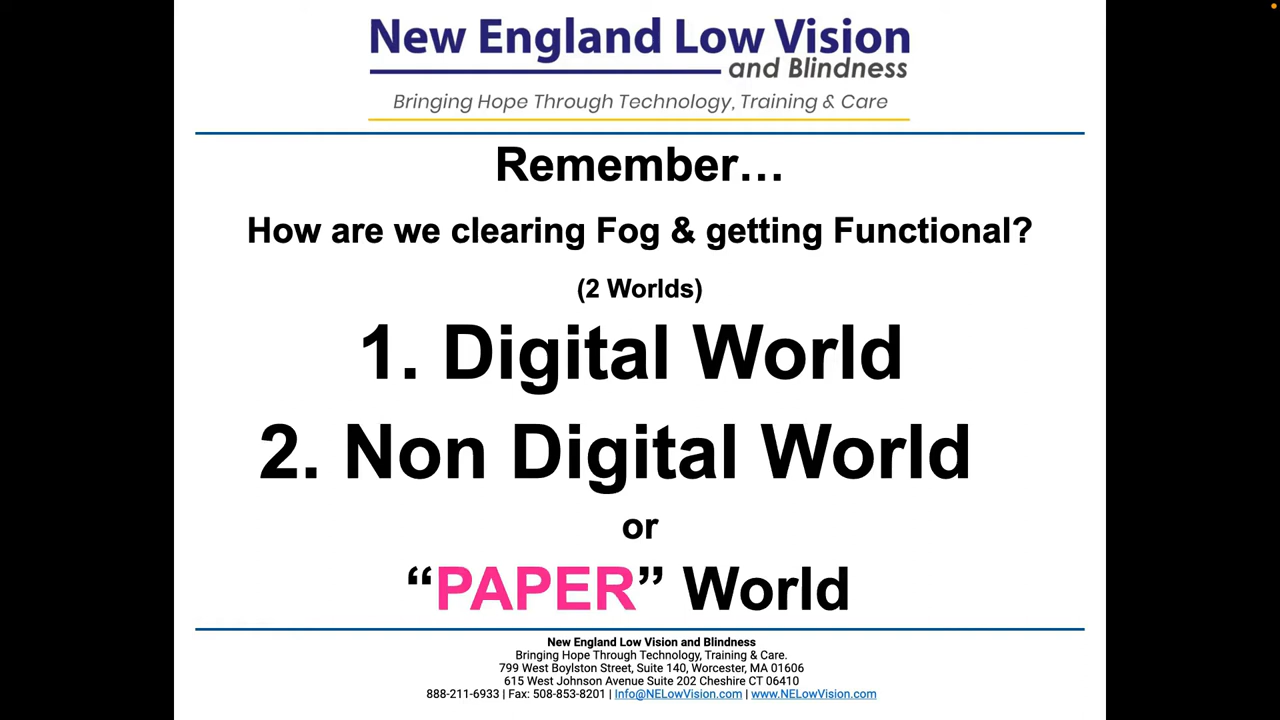 New England Low Vision
and Blindness
Bringing Hope Through Technology, Training & Care
Remember…
How are we clearing Fog & getting Functional?
(2 Worlds)
1. Digital World
2. Non Digital World
or
“PAPER” World
New England Low Vision and Blindness
Bringing Hope Through Technology, Training & Care.
799 West Boylston Street, Suite 140, Worcester, MA 01606
615 West Johnson Avenue Suite 202 Cheshire CT 06410
888-211-6933 | Fax: 508-853-8201 | Info@NELowVision.com | www.NELowVision.com